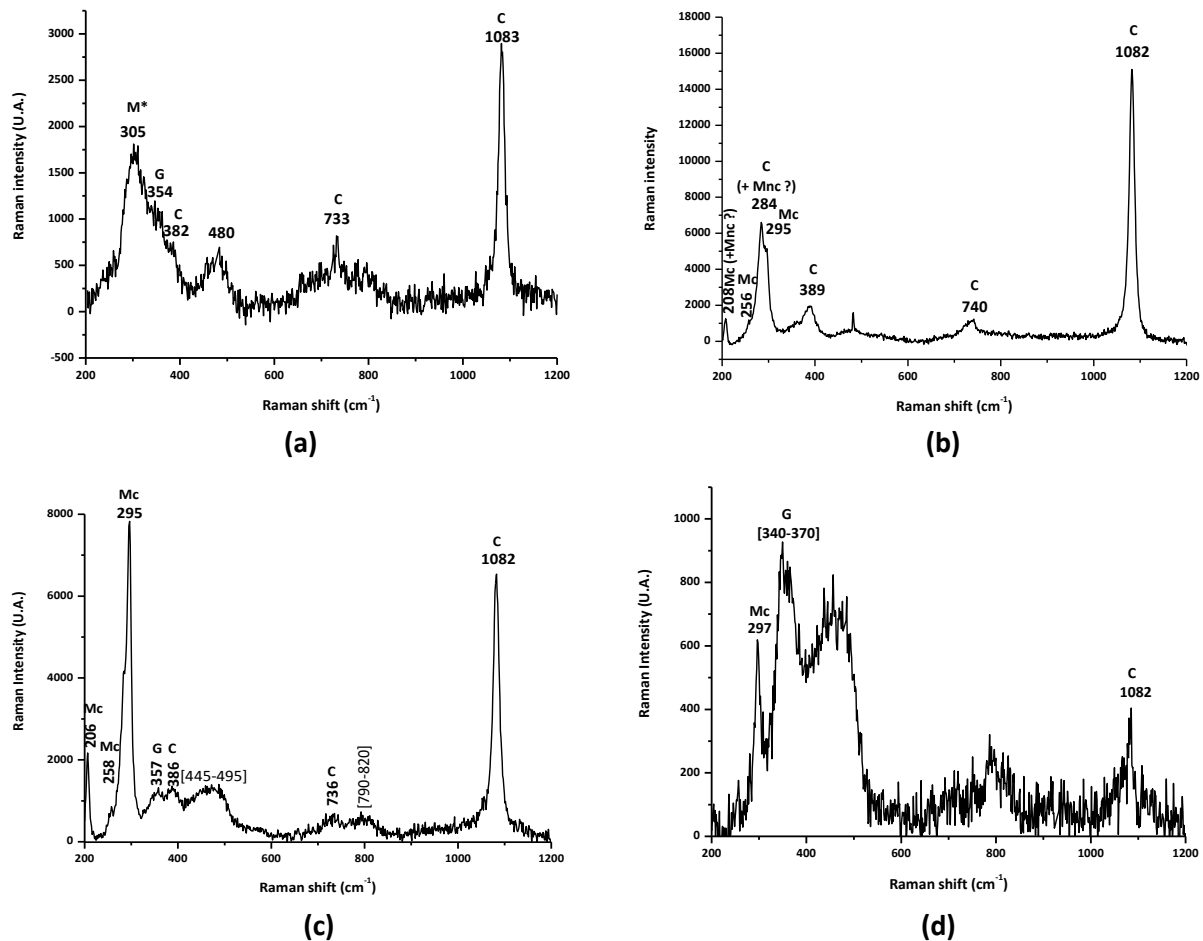 3000
2500
2000
1500
1000
500
0
-500
Raman intensity (U.A.)
M*
305
G
354
C
382
480
C
733
C
1083
200 400 600 800 1000 1200
Raman shift (cm-1)
(a)
18000
16000
14000
12000
10000
8000
6000
4000
2000
0
Raman intensity
208Mc (+Mnc ?)
Mc
256
C
(+ Mnc ?)
284
Mc
295
C
389
C
740
C
1082
200 400 600 800 1000 1200
Raman shift (cm-1)
(b)
8000
6000
4000
2000
0
Raman Intensity (U.A.)
Mc
206
Mc
258
Mc
295
G
357
C
386
[445-495]
C
736
[790-820]
C
1082
200 400 600 800 1000 1200
Raman shift (cm-1)
(c)
1000
800
600
400
200
0
Raman Intensity (U.A.)
Mc
297
G
[340-370]
C
1082
200 400 600 800 1000 1200
Raman shift (cm-1)
(d)